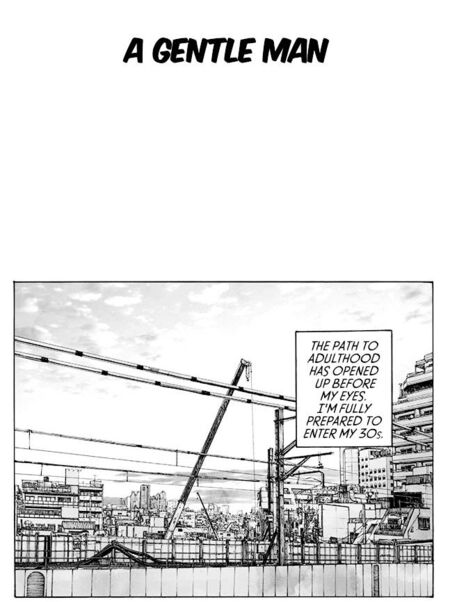 A GENTLE MAN
THE PATH TO
ADULTHOOD
HAS OPENED
UP BEFORE
MY EYES.
I'M FULLY
PREPARED TO
ENTER MY 30s.